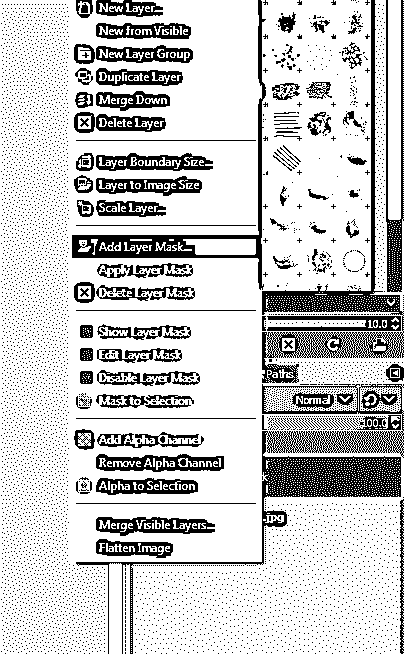 New Layer...
New from Visible
New Layer Group
Duplicate Layer
Merge Down
Delete Layer
Layer Boundary Size...
Layer to Image Size
Scale Layer...
Add Layer Mask...
Apply Layer Mask
Delete Layer Mask
10.0
Show Layer Mask
Edit Layer Mask
Disable Layer Mask
Paths
Mask to Selection
Normal
100.0
Add Alpha Channel
Remove Alpha Channel
Alpha to Selection
Merge Visible Layers...
.jpg
Flatten Image